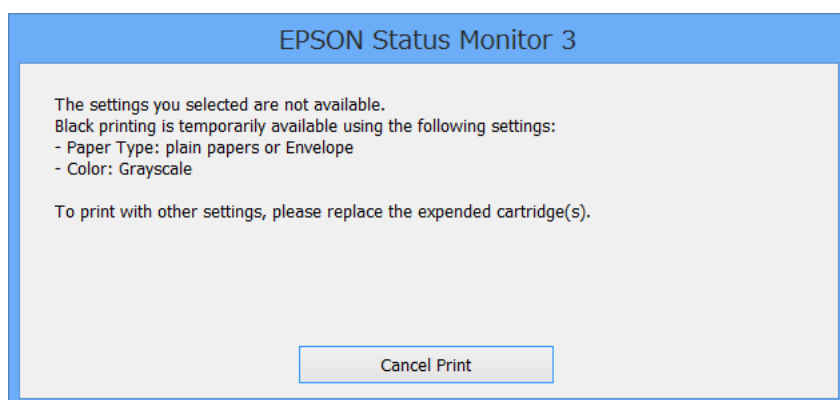 EPSON Status Monitor 3
The settings you selected are not available.
Black printing is temporarily available using the following settings:
- Paper Type: plain papers or Envelope
- Color: Grayscale
To print with other settings, please replace the expended cartridge(s).
Cancel Print